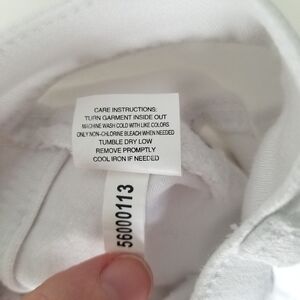 CARE INSTRUCTIONS:
TURN GARMENT INSIDE OUT
MACHINE WASH COLD WITH LIKE COLORS
ONLY NON-CHLORINE BLEACH WHEN NEEDED
TUMBLE DRY LOW
REMOVE PROMPTLY
COOL IRON IF NEEDED
56000113